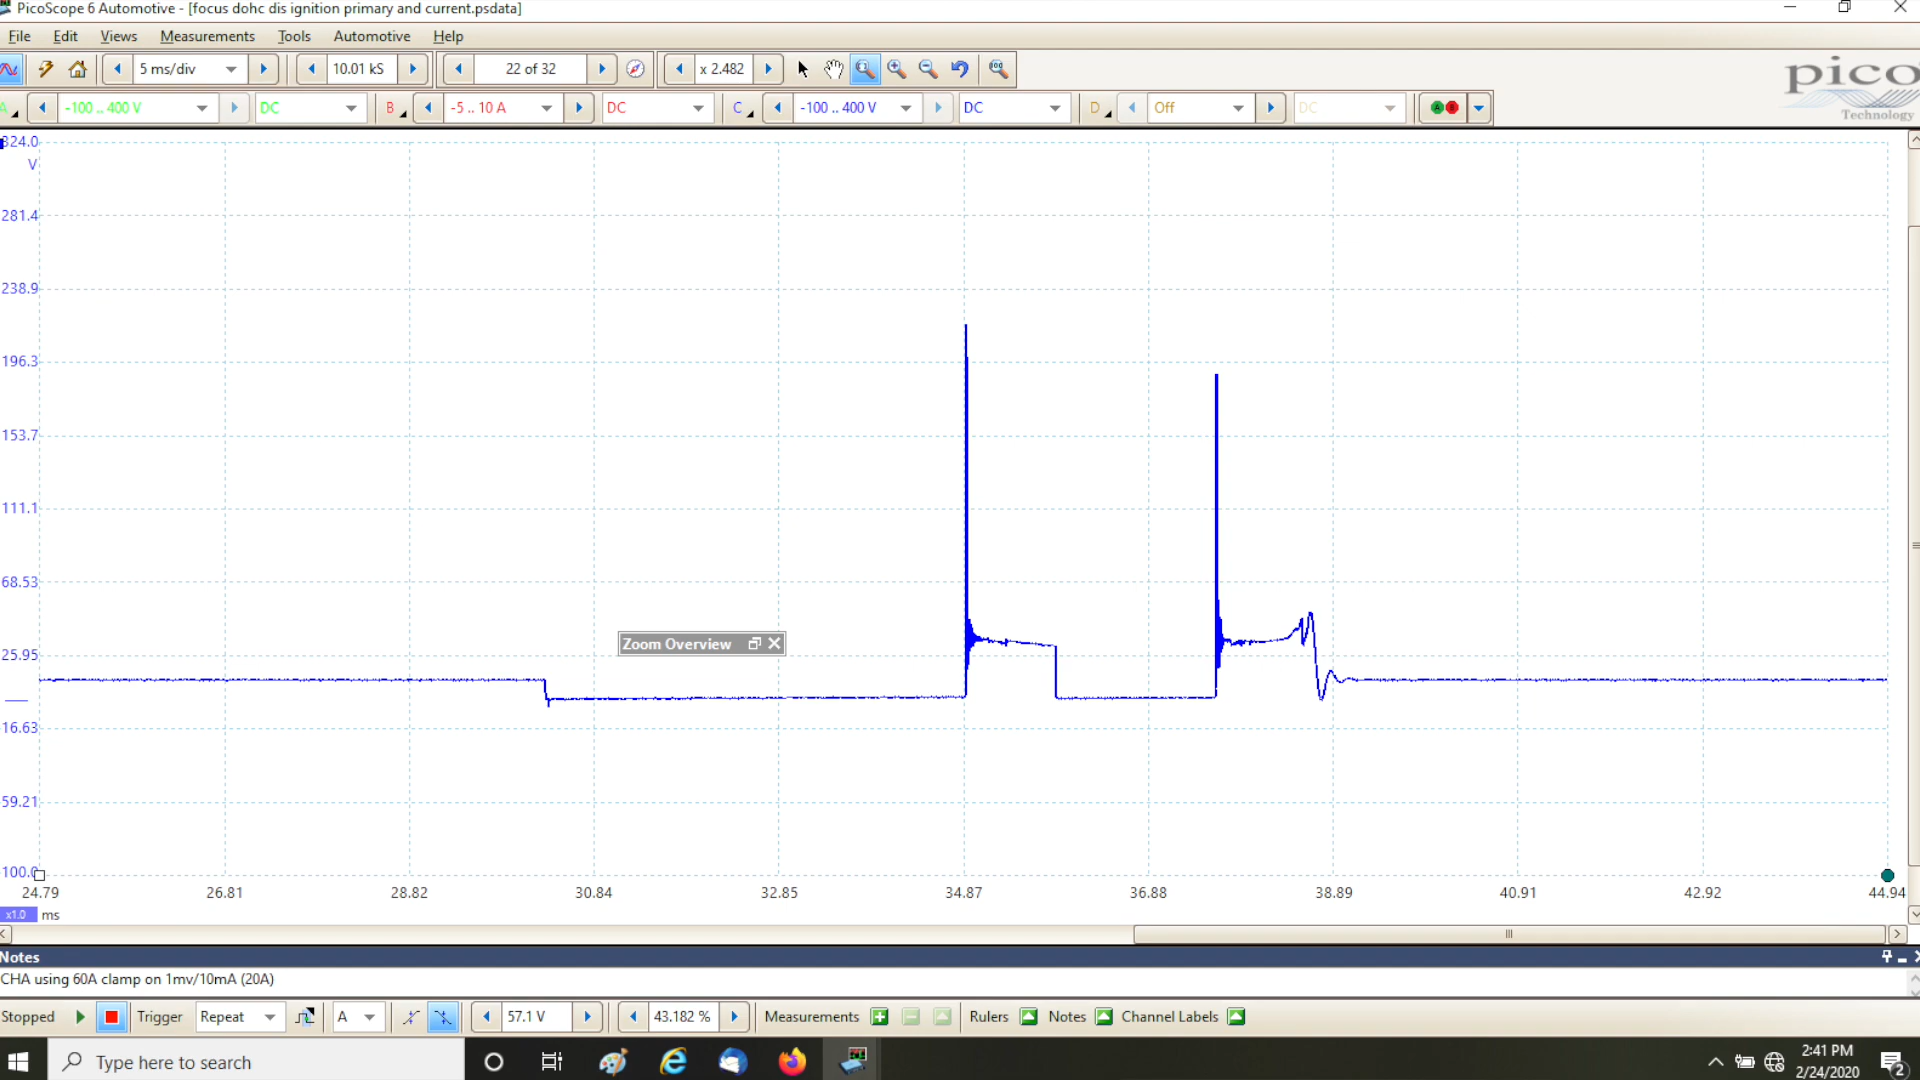 PicoScope 6 Automotive - [focus dohc dis ignition primary and current.psdata]
File Edit Views Measurements Tools Automotive Help
5 ms/div 10.01 kS 22 of 32 x 2.482
A -100 .. 400 V DC B -5 .. 10 A DC C -100 .. 400 V DC D Off DC
pico
Technology
324.0
V
281.4
238.9
196.3
153.7
111.1
68.53
Zoom Overview
25.95
16.63
59.21
100.0
24.79 26.81 28.82 30.84 32.85 34.87 36.88 38.89 40.91 42.92 44.94
x1.0 ms
Notes
CHA using 60A clamp on 1mv/10mA (20A)
Stopped Trigger Repeat A 57.1 V 43.182 % Measurements Rulers Notes Channel Labels
Type here to search
2:41 PM
2/24/2020
2